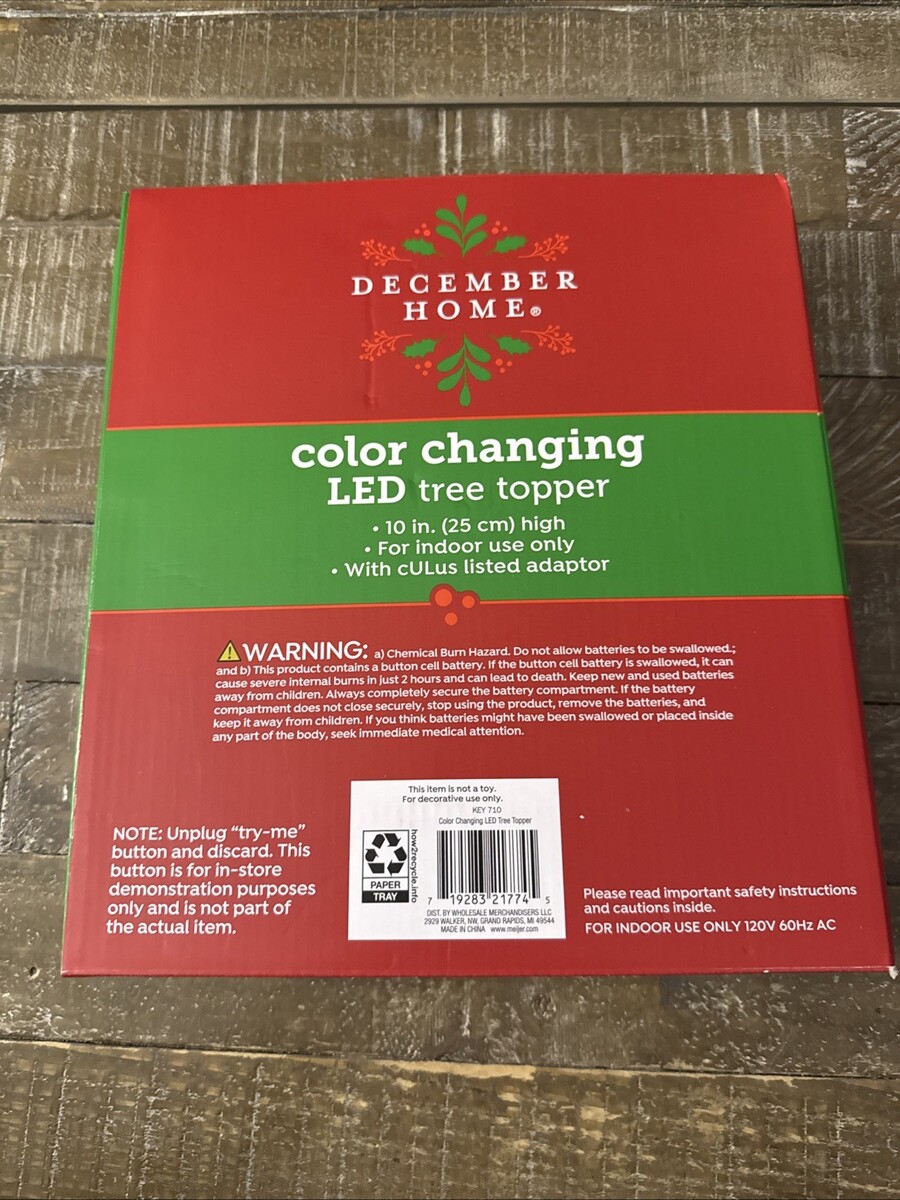 DECEMBER
HOME®
color changing
LED tree topper
• 10 in. (25 cm) high
• For indoor use only
• With cULus listed adaptor
WARNING: a) Chemical Burn Hazard. Do not allow batteries to be swallowed.;
and b) This product contains a button cell battery. If the button cell battery is swallowed, it can
cause severe internal burns in just 2 hours and can lead to death. Keep new and used batteries
away from children. Always completely secure the battery compartment. If the battery
compartment does not close securely, stop using the product, remove the batteries, and
keep it away from children. If you think batteries might have been swallowed or placed inside
any part of the body, seek immediate medical attention.
NOTE: Unplug "try-me"
button and discard. This
button is for in-store
demonstration purposes
only and is not part of
the actual item.
This item is not a toy.
For decorative use only.
KEY 710
Color Changing LED Tree Topper
PAPER
TRAY
how2recycle.info
7 19283 21774 5
DIST. BY WHOLESALE MERCHANDISERS LLC
2929 WALKER, NW, GRAND RAPIDS, MI 49544
MADE IN CHINA www.meijer.com
Please read important safety instructions
and cautions inside.
FOR INDOOR USE ONLY 120V 60Hz AC